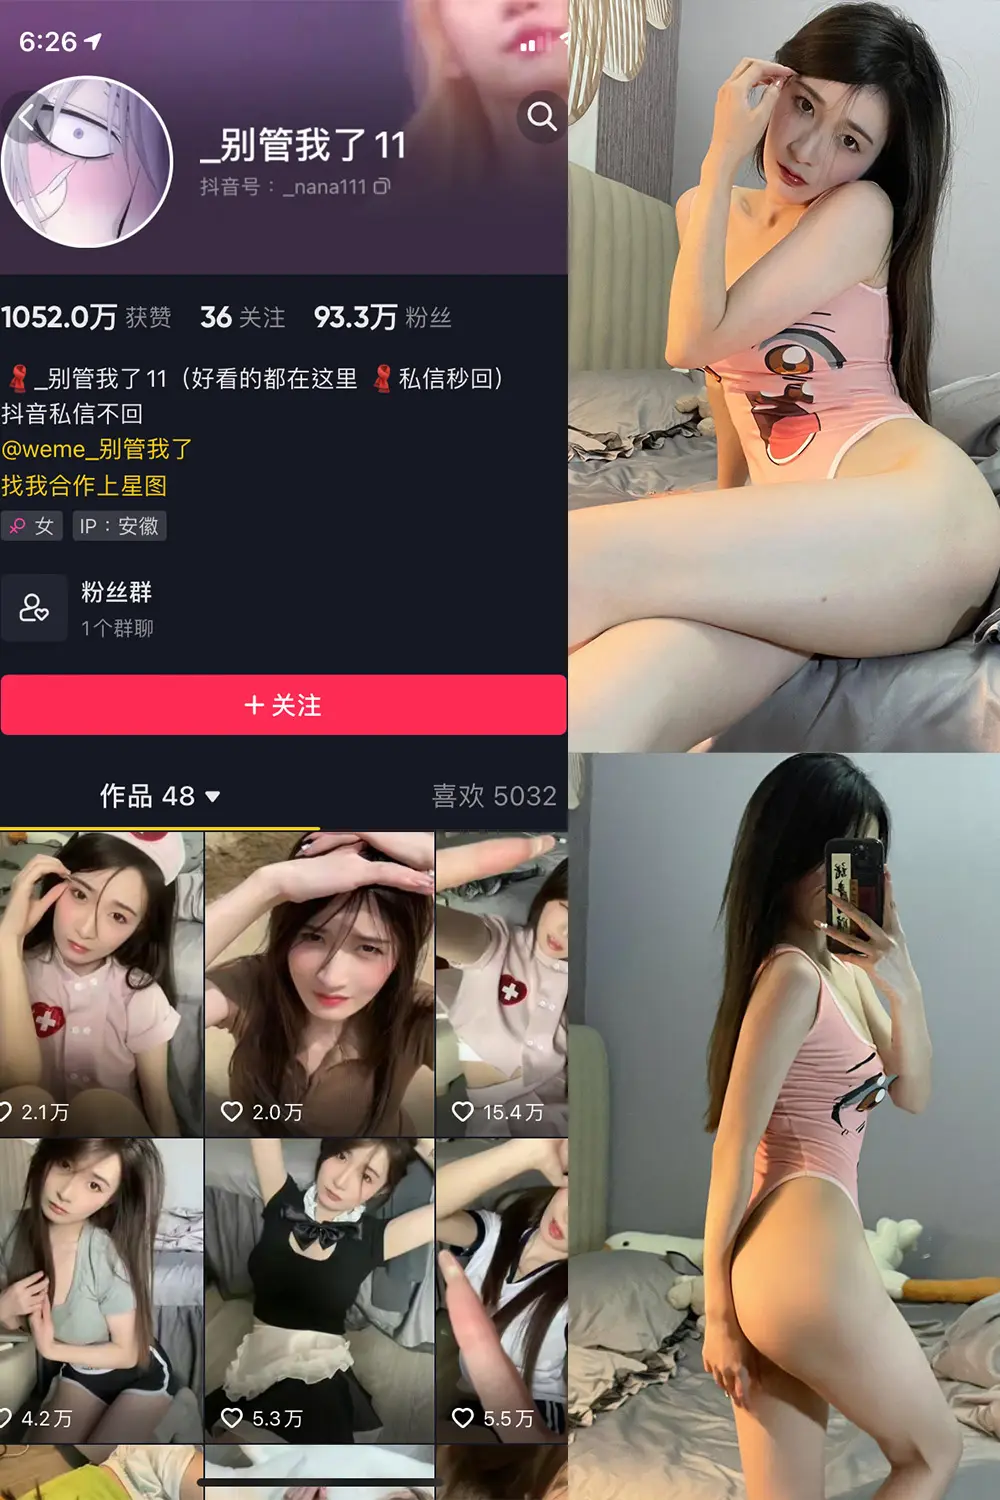 6:26
_别管我了11
抖音号：_nana111
1052.0万 获赞 36 关注 93.3万 粉丝
_别管我了11（好看的都在这里 私信秒回）
抖音私信不回
@weme_别管我了
找我合作上星图
女 IP：安徽
粉丝群
1个群聊
+ 关注
作品 48 喜欢 5032
2.1万 2.0万 15.4万
4.2万 5.3万 5.5万